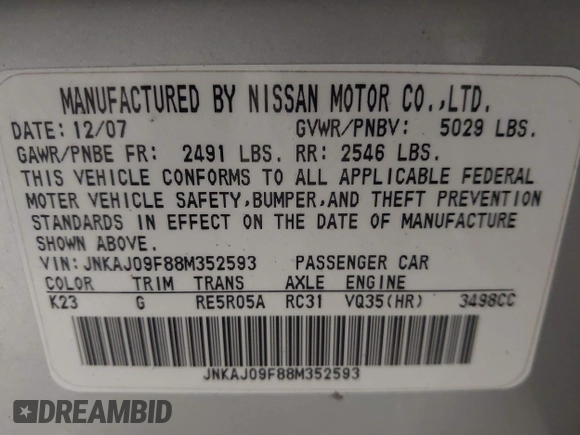 MANUFACTURED BY NISSAN MOTOR CO.,LTD.
DATE: 12/07 GVWR/PNBV: 5029 LBS.
GAWR/PNBE FR: 2491 LBS. RR: 2546 LBS.
THIS VEHICLE CONFORMS TO ALL APPLICABLE FEDERAL
MOTER VEHICLE SAFETY,BUMPER,AND THEFT PREVENTION
STANDARDS IN EFFECT ON THE DATE OF MANUFACTURE
SHOWN ABOVE.
VIN: JNKAJ09F88M352593 PASSENGER CAR
COLOR TRIM TRANS AXLE ENGINE
K23 G RE5R05A RC31 VQ35(HR) 3498CC
JNKAJ09F88M352593
DREAMBID